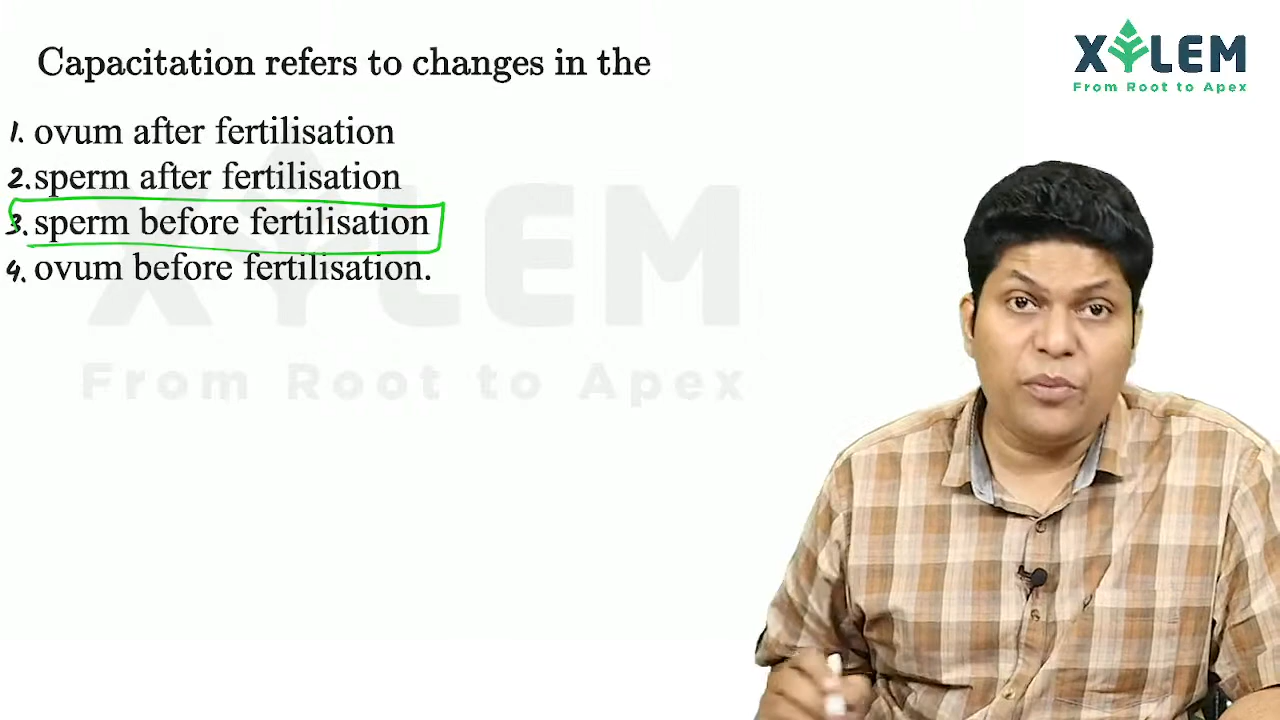 Capacitation refers to changes in the
1. ovum after fertilisation
2. sperm after fertilisation
3. sperm before fertilisation
4. ovum before fertilisation.
XYLEM
From Root to Apex
XYLEM
From Root to Apex